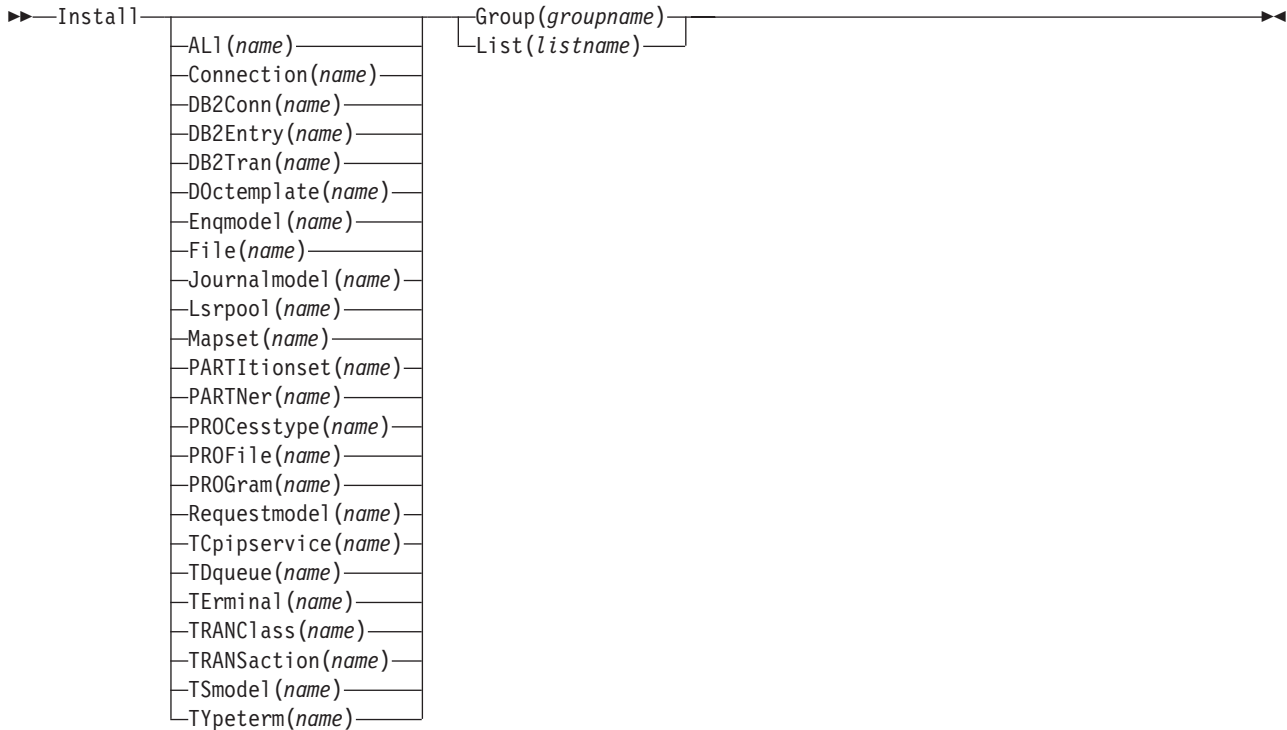 Install Group(groupname)
ALl(name) List(listname)
Connection(name)
DB2Conn(name)
DB2Entry(name)
DB2Tran(name)
DOctemplate(name)
Enqmodel(name)
File(name)
Journalmodel(name)
Lsrpool(name)
Mapset(name)
PARTItionset(name)
PARTNer(name)
PROCesstype(name)
PROFile(name)
PROGram(name)
Requestmodel(name)
TCpipservice(name)
TDqueue(name)
TErminal(name)
TRANClass(name)
TRANSaction(name)
TSmodel(name)
TYpeterm(name)